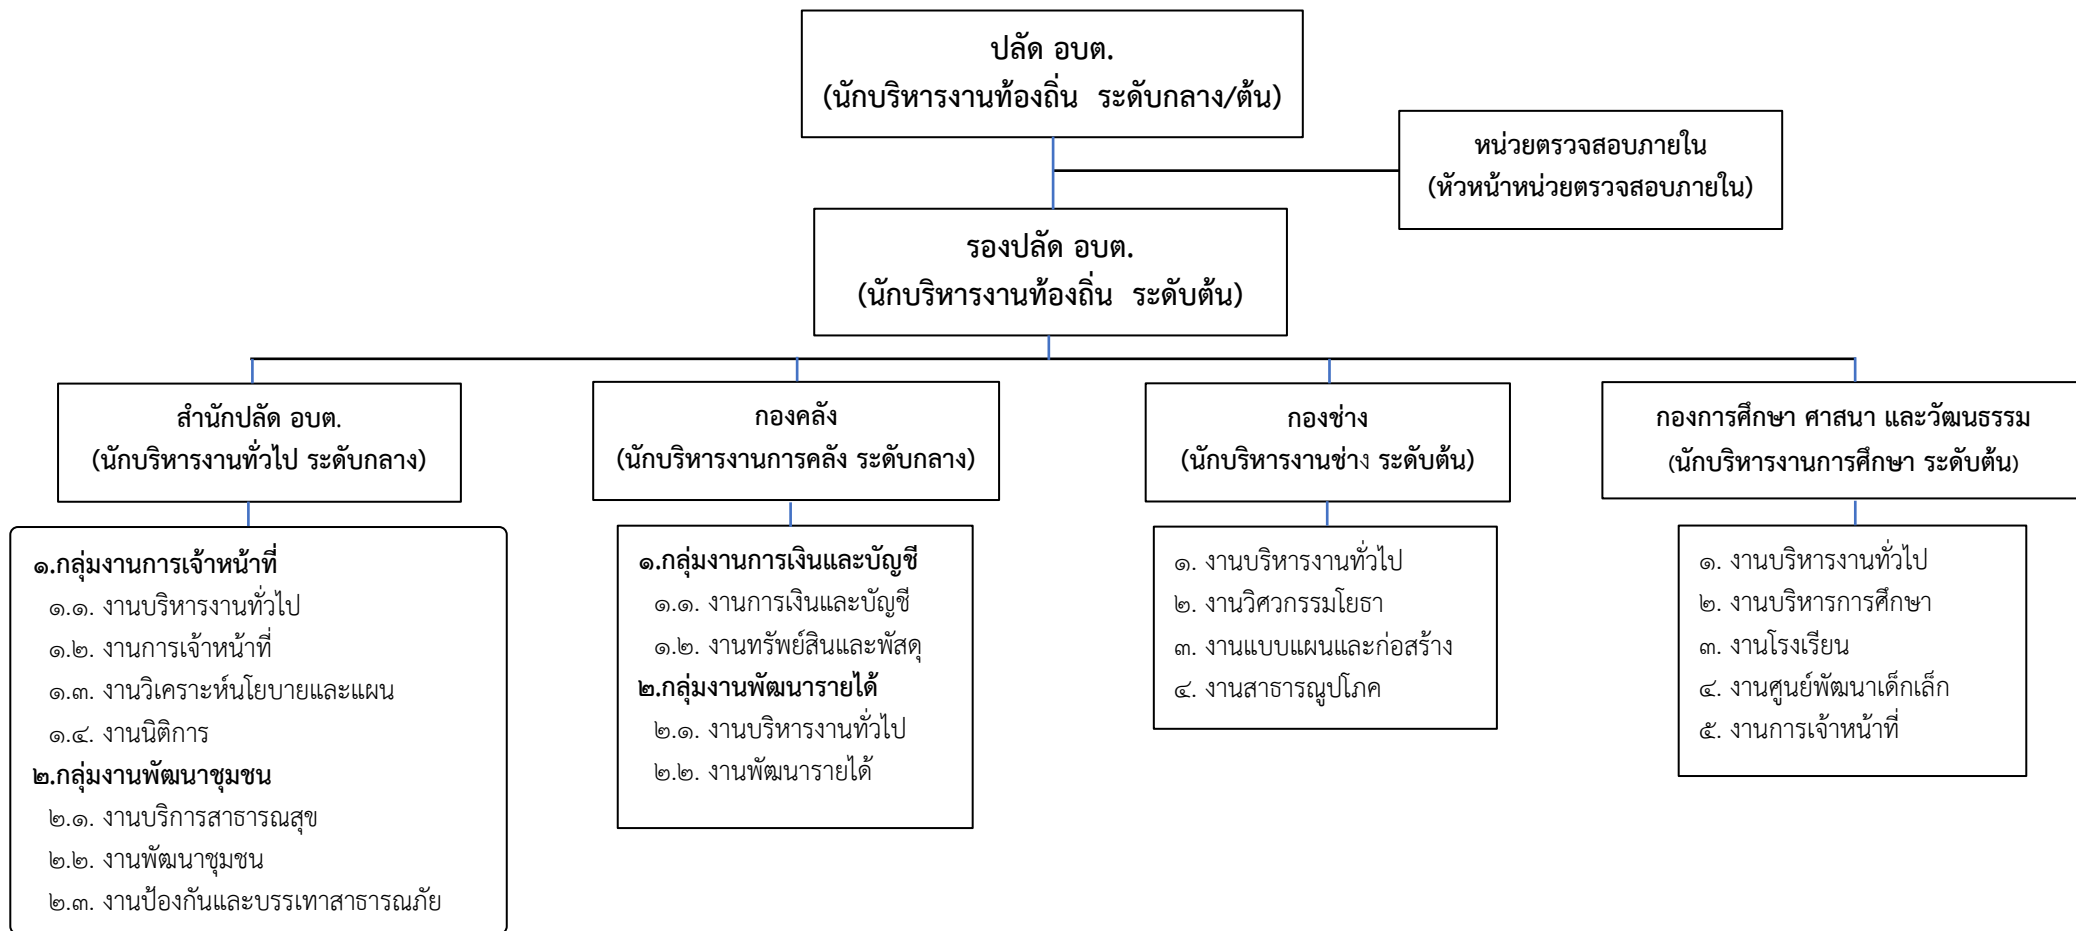 ปลัด อบต.
(นักบริหารงานท้องถิ่น  ระดับกลาง/ต้น)
หน่วยตรวจสอบภายใน
(หัวหน้าหน่วยตรวจสอบภายใน)
รองปลัด อบต.
(นักบริหารงานท้องถิ่น  ระดับต้น)
สำนักปลัด อบต.
(นักบริหารงานทั่วไป ระดับกลาง)
กองคลัง
(นักบริหารงานการคลัง ระดับกลาง)
กองช่าง
(นักบริหารงานช่าง ระดับต้น)
กองการศึกษา ศาสนา และวัฒนธรรม
(นักบริหารงานการศึกษา ระดับต้น)
๑.กลุ่มงานการเจ้าหน้าที่
๑.๑. งานบริหารงานทั่วไป
๑.๒. งานการเจ้าหน้าที่
๑.๓. งานวิเคราะห์นโยบายและแผน
๑.๔. งานนิติการ
๒.กลุ่มงานพัฒนาชุมชน
๒.๑. งานบริการสาธารณสุข
๒.๒. งานพัฒนาชุมชน
๒.๓. งานป้องกันและบรรเทาสาธารณภัย
๑.กลุ่มงานการเงินและบัญชี
๑.๑. งานการเงินและบัญชี
๑.๒. งานทรัพย์สินและพัสดุ
๒.กลุ่มงานพัฒนารายได้
๒.๑. งานบริหารงานทั่วไป
๒.๒. งานพัฒนารายได้
๑. งานบริหารงานทั่วไป
๒. งานวิศวกรรมโยธา
๓. งานแบบแผนและก่อสร้าง
๔. งานสาธารณูปโภค
๑. งานบริหารงานทั่วไป
๒. งานบริหารการศึกษา
๓. งานโรงเรียน
๔. งานศูนย์พัฒนาเด็กเล็ก
๕. งานการเจ้าหน้าที่